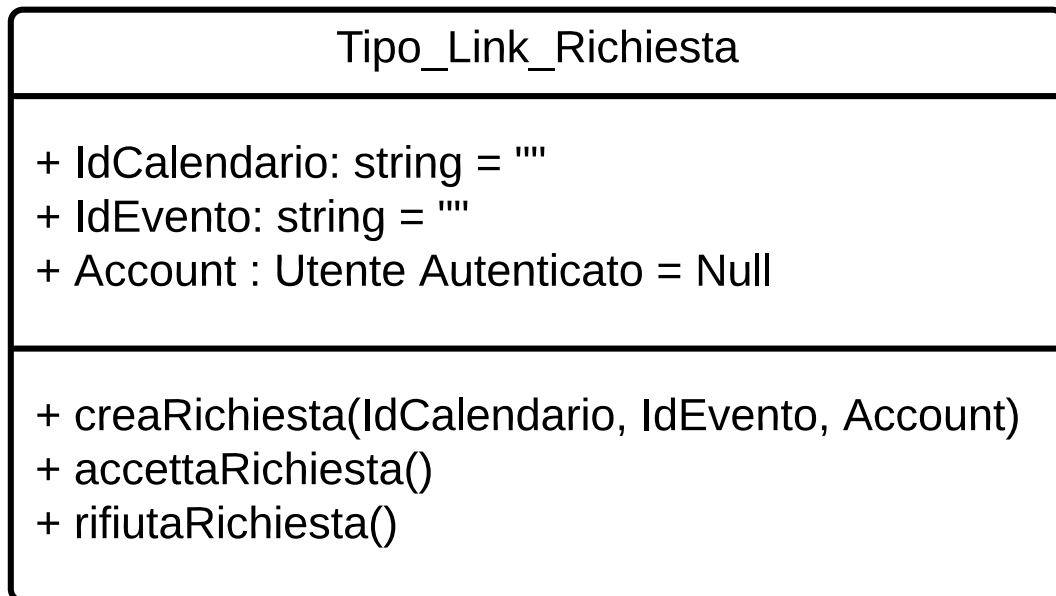 Tipo_Link_Richiesta
+ IdCalendario: string = ""
+ IdEvento: string = ""
+ Account : Utente Autenticato = Null
+ creaRichiesta(IdCalendario, IdEvento, Account)
+ accettaRichiesta()
+ rifiutaRichiesta()